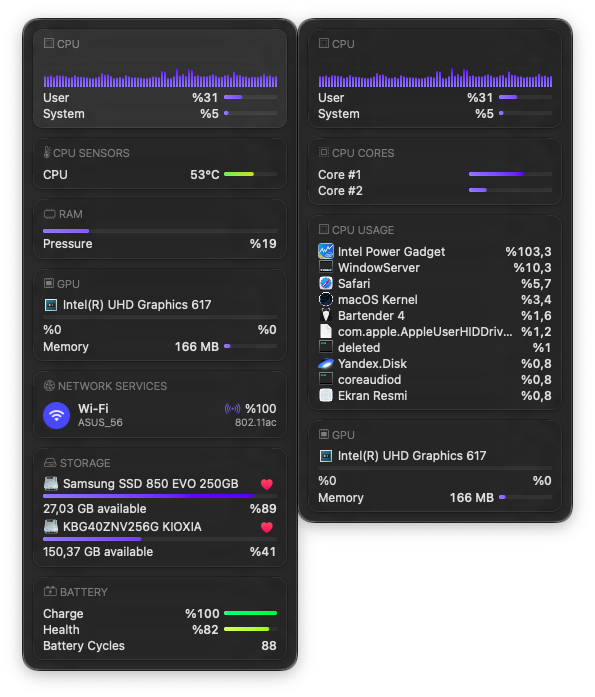 CPU
User %31
System %5
CPU SENSORS
CPU 53°C
RAM
Pressure %19
GPU
Intel(R) UHD Graphics 617
%0 %0
Memory 166 MB
NETWORK SERVICES
Wi-Fi %100
ASUS_56 802.11ac
STORAGE
Samsung SSD 850 EVO 250GB
27,03 GB available %89
KBG40ZNV256G KIOXIA
150,37 GB available %41
BATTERY
Charge %100
Health %82
Battery Cycles 88
CPU
User %31
System %5
CPU CORES
Core #1
Core #2
CPU USAGE
Intel Power Gadget %103,3
WindowServer %10,3
Safari %5,7
macOS Kernel %3,4
Bartender 4 %1,6
com.apple.AppleUserHIDDriv... %1,2
deleted %1
Yandex.Disk %0,8
coreaudiod %0,8
Ekran Resmi %0,8
GPU
Intel(R) UHD Graphics 617
%0 %0
Memory 166 MB